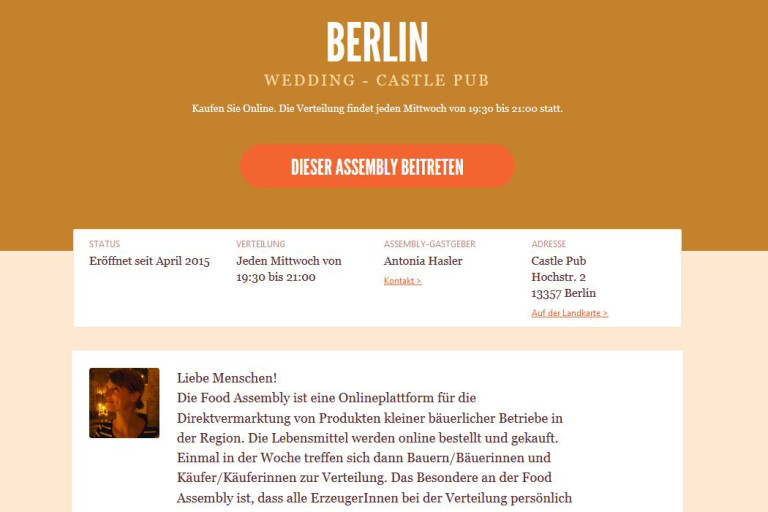 BERLIN
WEDDING - CASTLE PUB
Kaufen Sie Online. Die Verteilung findet jeden Mittwoch von 19:30 bis 21:00 statt.
DIESER ASSEMBLY BEITRETEN
STATUS
Eröffnet seit April 2015
VERTEILUNG
Jeden Mittwoch von
19:30 bis 21:00
ASSEMBLY-GASTGEBER
Antonia Hasler
Kontakt >
ADRESSE
Castle Pub
Hochstr. 2
13357 Berlin
Auf der Landkarte >
Liebe Menschen!
Die Food Assembly ist eine Onlineplattform für die
Direktvermarktung von Produkten kleiner bäuerlicher Betriebe in
der Region. Die Lebensmittel werden online bestellt und gekauft.
Einmal in der Woche treffen sich dann Bauern/Bäuerinnen und
Käufer/Käuferinnen zur Verteilung. Das Besondere an der Food
Assembly ist, dass alle ErzeugerInnen bei der Verteilung persönlich